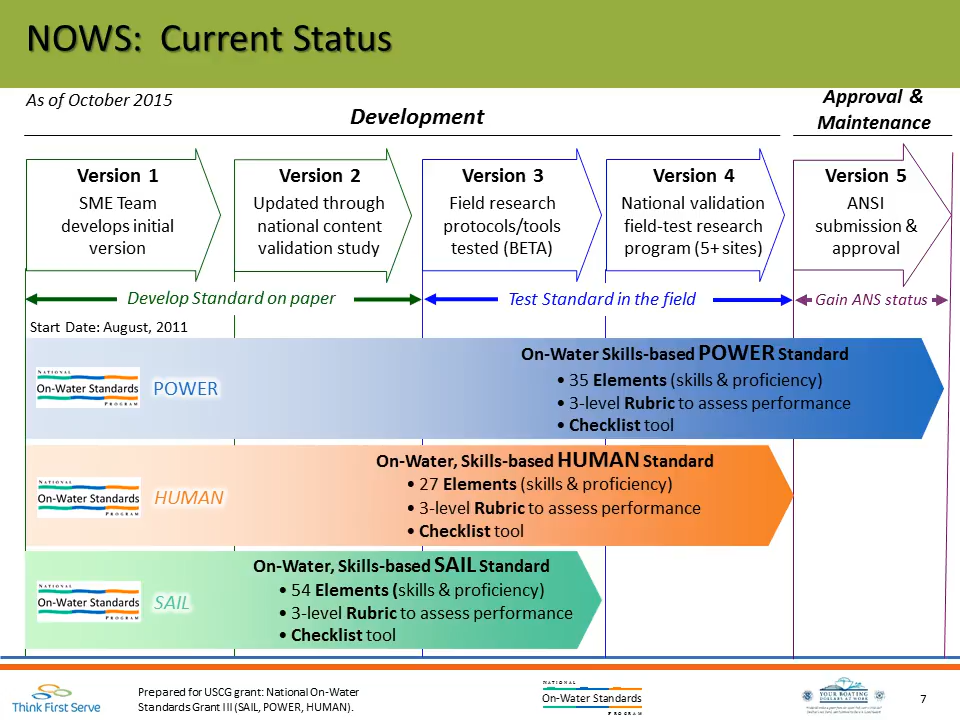 NOWS:  Current Status
As of October 2015
Development
Approval &
Maintenance
Version 1
SME Team
develops initial
version
Version 2
Updated through
national content
validation study
Version 3
Field research
protocols/tools
tested (BETA)
Version 4
National validation
field-test research
program (5+ sites)
Version 5
ANSI
submission &
approval
Develop Standard on paper
Test Standard in the field
Gain ANS status
Start Date: August, 2011
NATIONAL
On-Water Standards
PROGRAM
POWER
On-Water Skills-based POWER Standard
• 35 Elements (skills & proficiency)
• 3-level Rubric to assess performance
• Checklist tool
NATIONAL
On-Water Standards
PROGRAM
HUMAN
On-Water, Skills-based HUMAN Standard
• 27 Elements (skills & proficiency)
• 3-level Rubric to assess performance
• Checklist tool
NATIONAL
On-Water Standards
PROGRAM
SAIL
On-Water, Skills-based SAIL Standard
• 54 Elements (skills & proficiency)
• 3-level Rubric to assess performance
• Checklist tool
Think First Serve
Prepared for USCG grant: National On-Water
Standards Grant III (SAIL, POWER, HUMAN).
NATIONAL
On-Water Standards
PROGRAM
YOUR BOATING
DOLLARS AT WORK
7